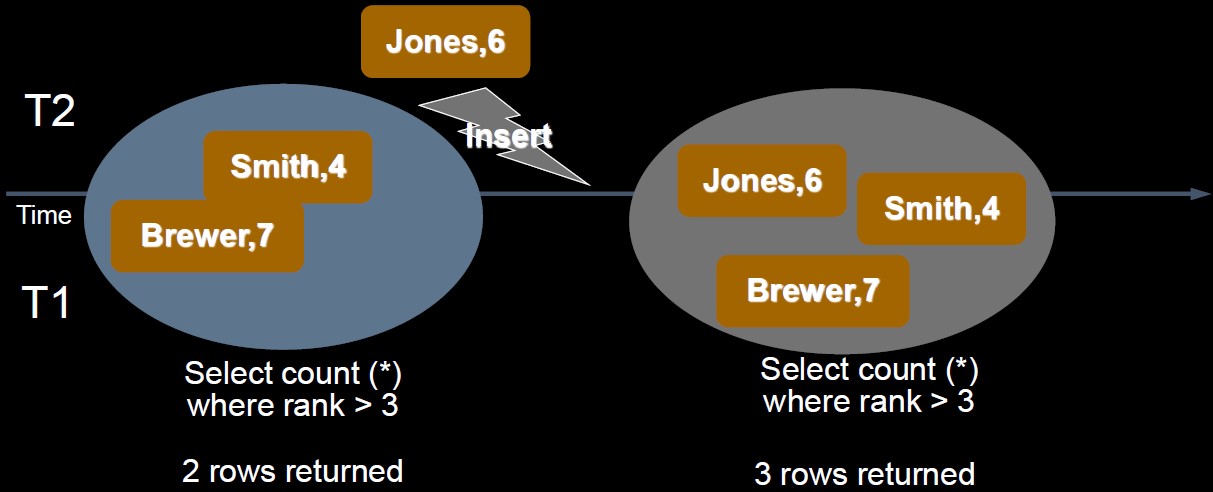 Jones,6
T2
Insert
Smith,4
Jones,6
Smith,4
Time
Brewer,7
Brewer,7
T1
Select count (*)
where rank > 3
2 rows returned
Select count (*)
where rank > 3
3 rows returned